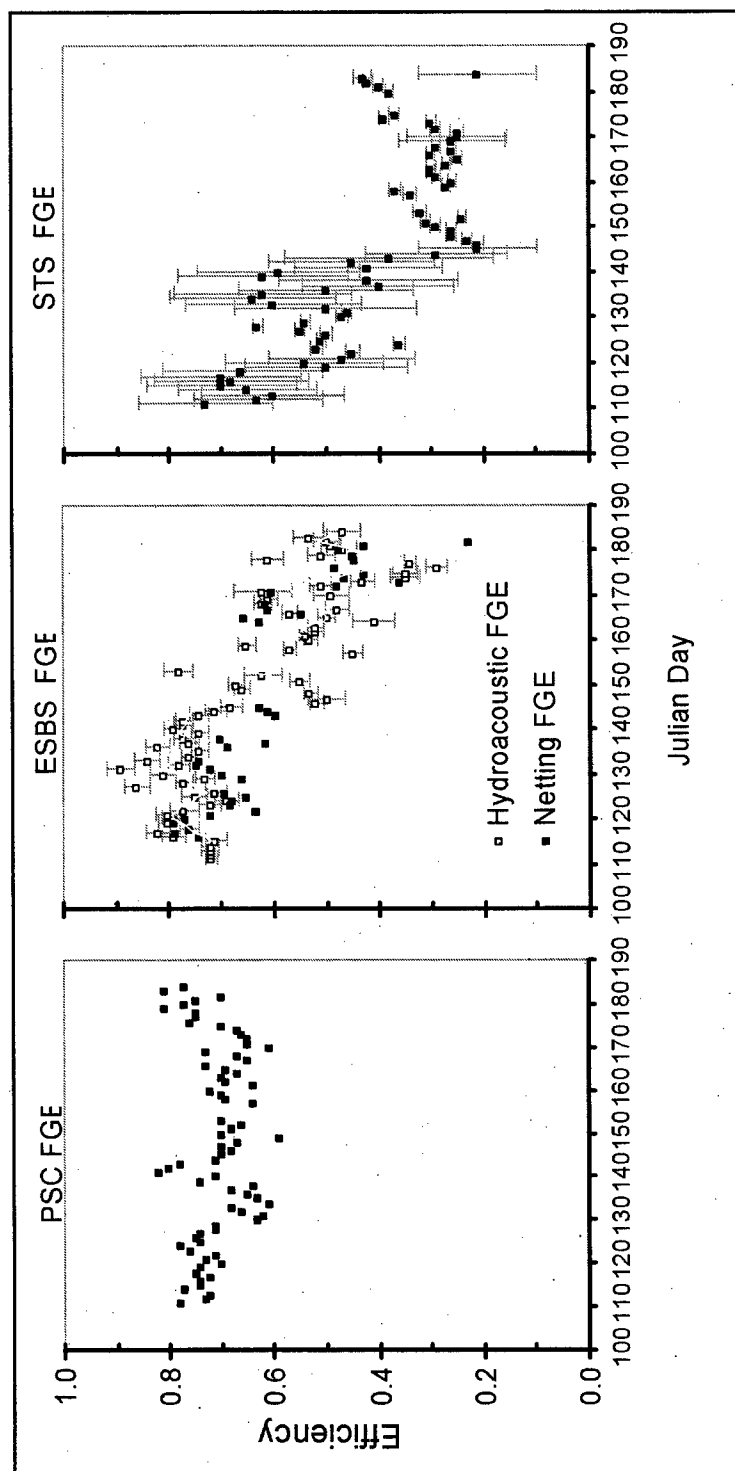 PSC FGE
ESBS FGE
STS FGE
Efficiency
1.0
0.8
0.6
0.4
0.2
0.0
100 110 120 130 140 150 160 170 180 190
100 110 120 130 140 150 160 170 180 190
100 110 120 130 140 150 160 170 180 190
Hydroacoustic FGE
Netting FGE
Julian Day